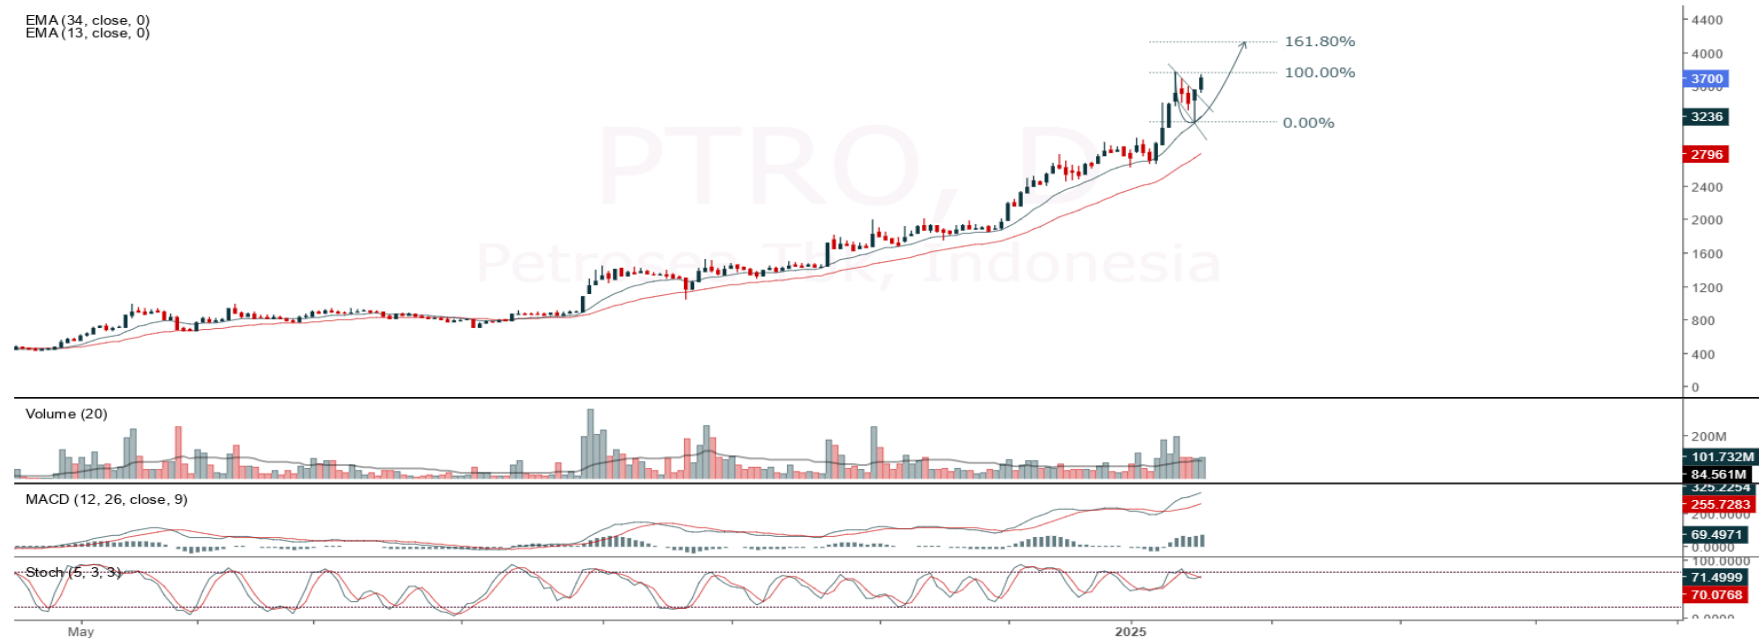 EMA (34, close, 0)
EMA (13, close, 0)
PTRO, D
Petrosea Tbk, Indonesia
161.80%
100.00%
0.00%
4400
4000
3700
3600
3236
2796
2400
2000
1600
1200
800
400
0
Volume (20)
200M
101.732M
84.561M
MACD (12, 26, close, 9)
325.2254
255.7283
200.0000
69.4971
0.0000
Stoch (5, 3, 3)
100.0000
71.4999
70.0768
0.0000
May
2025